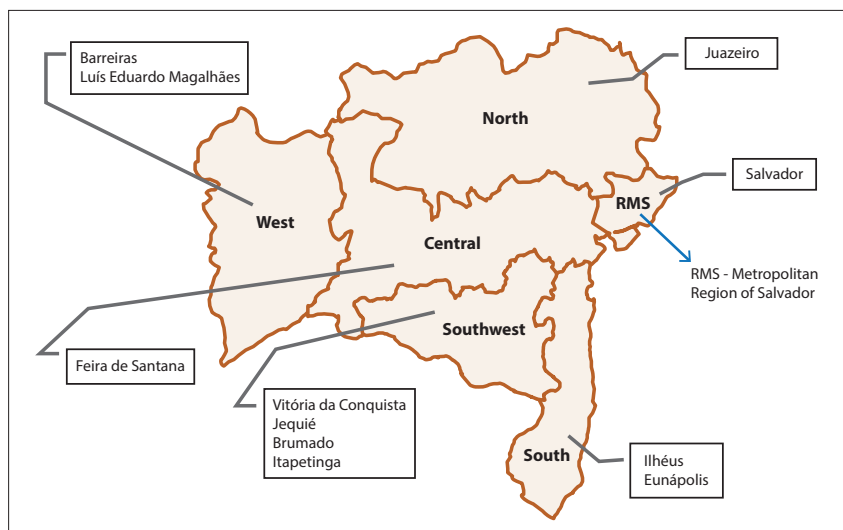 Barreiras
Luís Eduardo Magalhães
Juazeiro
North
Salvador
RMS
West
Central
RMS - Metropolitan
Region of Salvador
Southwest
Feira de Santana
Vitória da Conquista
Jequié
Brumado
Itapetinga
South
Ilhéus
Eunápolis